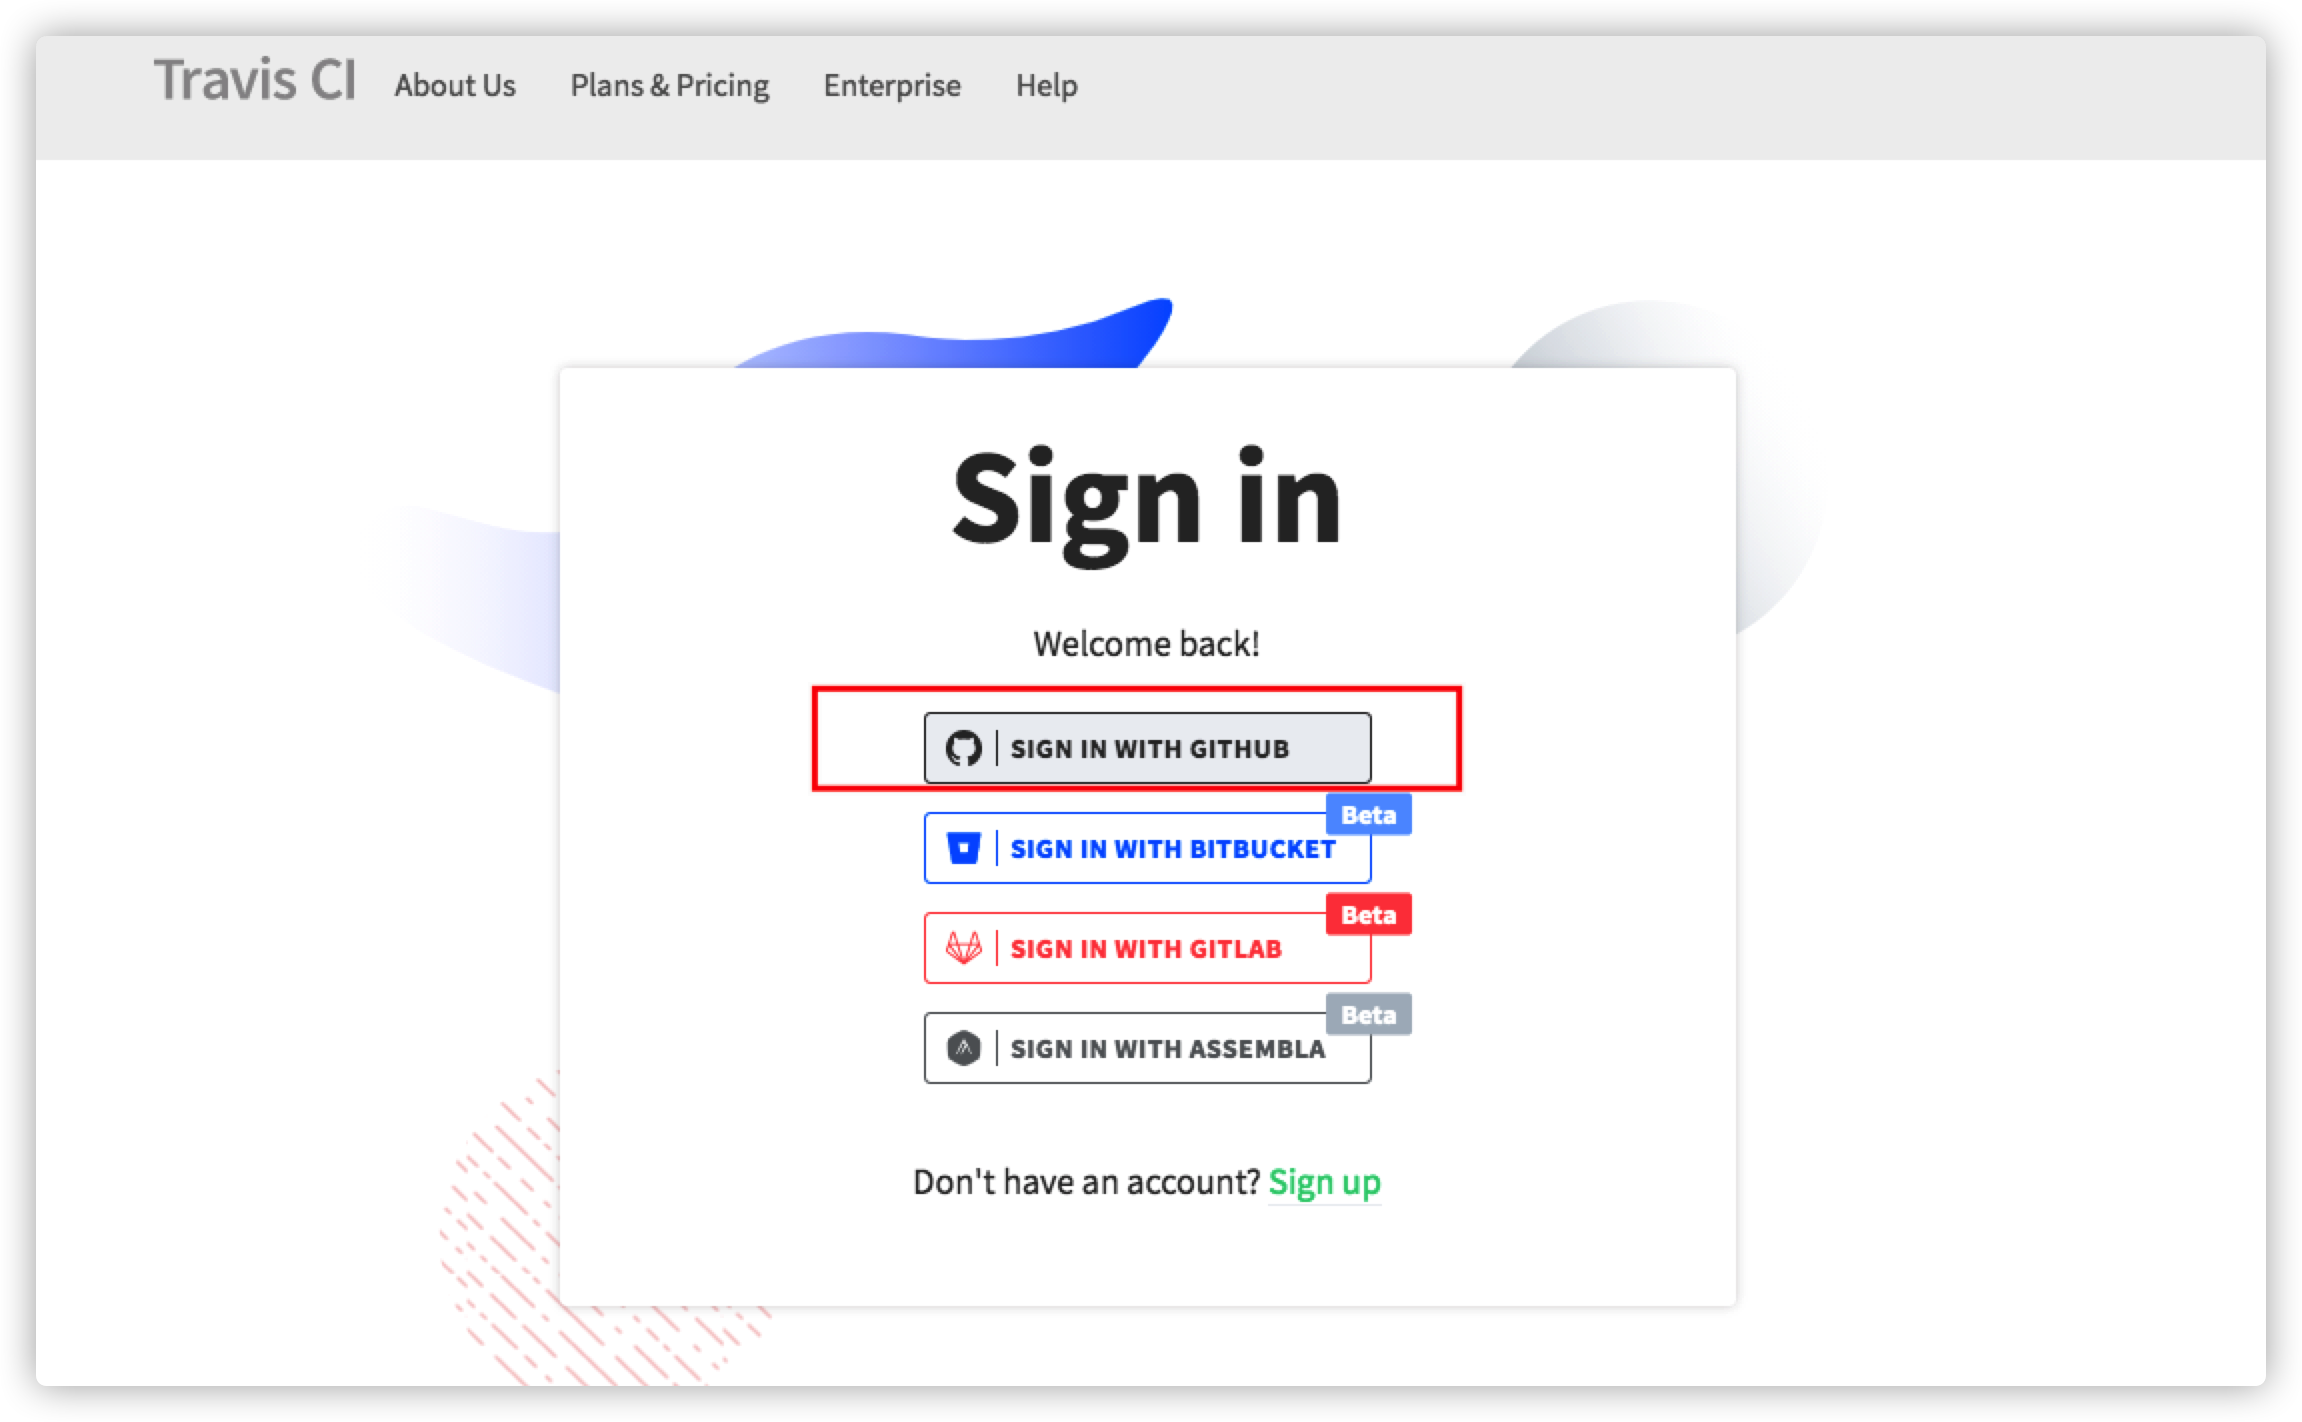 Travis CI About Us Plans & Pricing Enterprise Help
Sign in
Welcome back!
SIGN IN WITH GITHUB
Beta
SIGN IN WITH BITBUCKET
Beta
SIGN IN WITH GITLAB
Beta
SIGN IN WITH ASSEMBLA
Don't have an account? Sign up